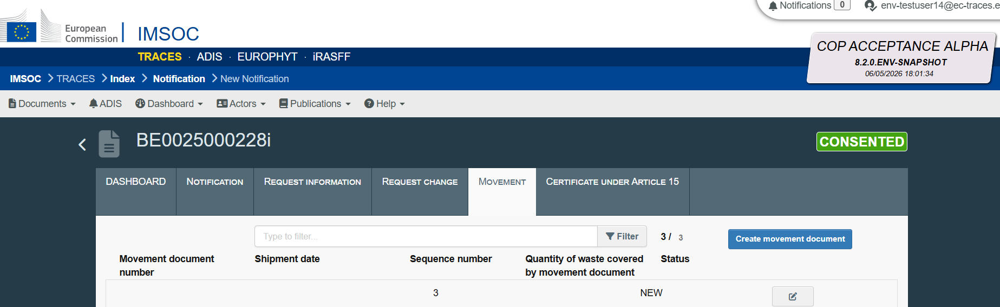 Notifications 0 env-testuser14@ec-traces.e
European
Commission
IMSOC
COP ACCEPTANCE ALPHA
8.2.0.ENV-SNAPSHOT
06/05/2026 18:01:34
TRACES · ADIS · EUROPHYT · iRASFF
IMSOC TRACES Index Notification New Notification
Documents ADIS Dashboard Actors Publications Help
BE0025000228i
CONSENTED
DASHBOARD NOTIFICATION REQUEST INFORMATION REQUEST CHANGE MOVEMENT CERTIFICATE UNDER ARTICLE 15
Type to filter... Filter 3 / 3 Create movement document
Movement document number
Shipment date
Sequence number
Quantity of waste covered by movement document
Status
3 NEW